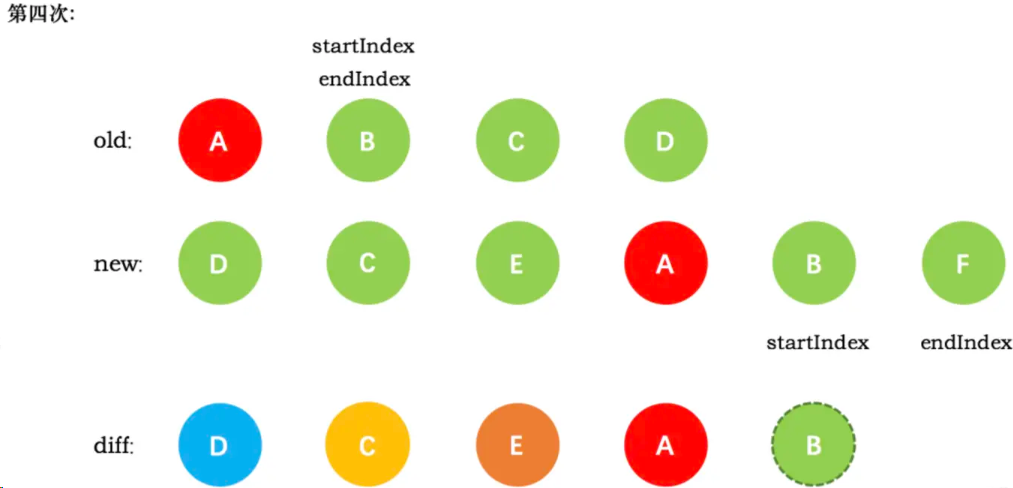 第四次:
startIndex
endIndex
old: A B C D
new: D C E A B F
startIndex endIndex
diff: D C E A B